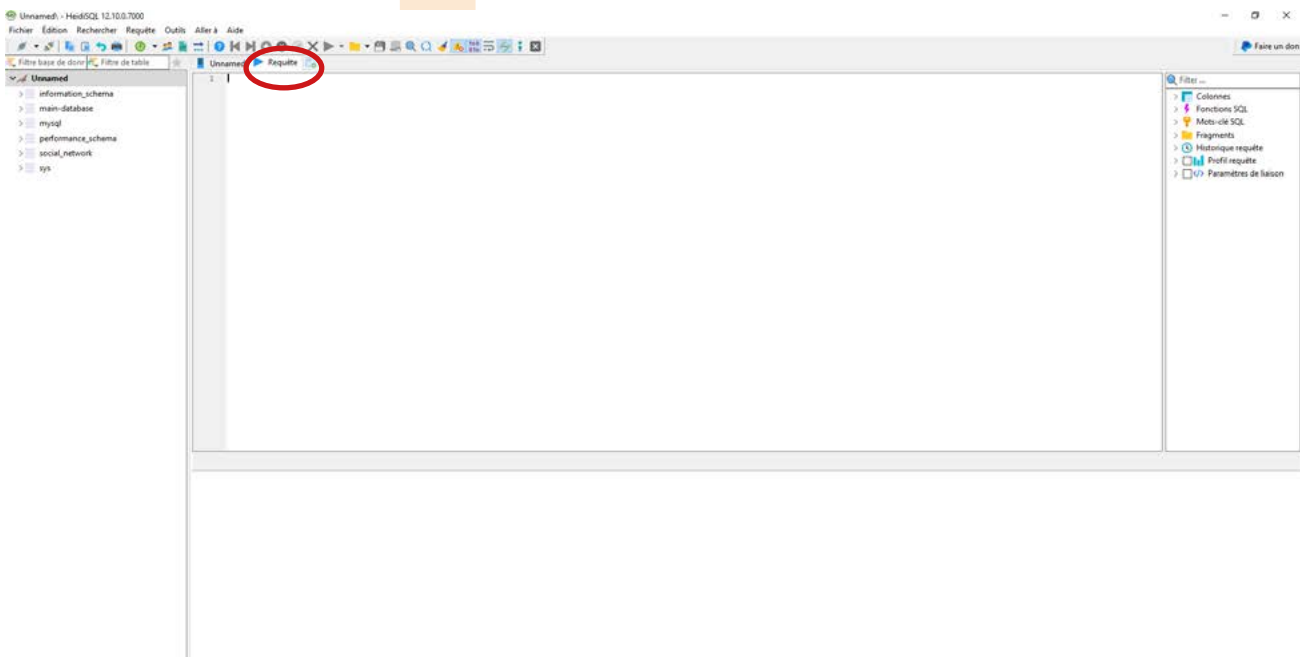 Unnamed\ - HeidiSQL 12.10.0.7000
Fichier Édition Rechercher Requête Outils Aller à Aide
Faire un don
Filtre base de donn Filtre de table
Unnamed Requête
Unnamed
information_schema
main-database
mysql
performance_schema
social_network
sys
1
Filter ...
Colonnes
Fonctions SQL
Mots-clé SQL
Fragments
Historique requête
Profil requête
Paramètres de liaison